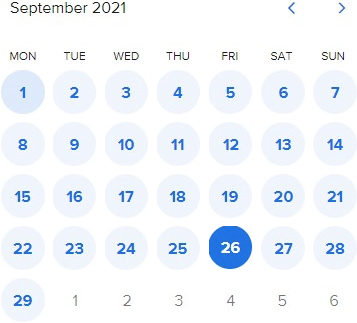 September 2021
MON TUE WED THU FRI SAT SUN
1 2 3 4 5 6 7
8 9 10 11 12 13 14
15 16 17 18 19 20 21
22 23 24 25 26 27 28
29 1 2 3 4 5 6